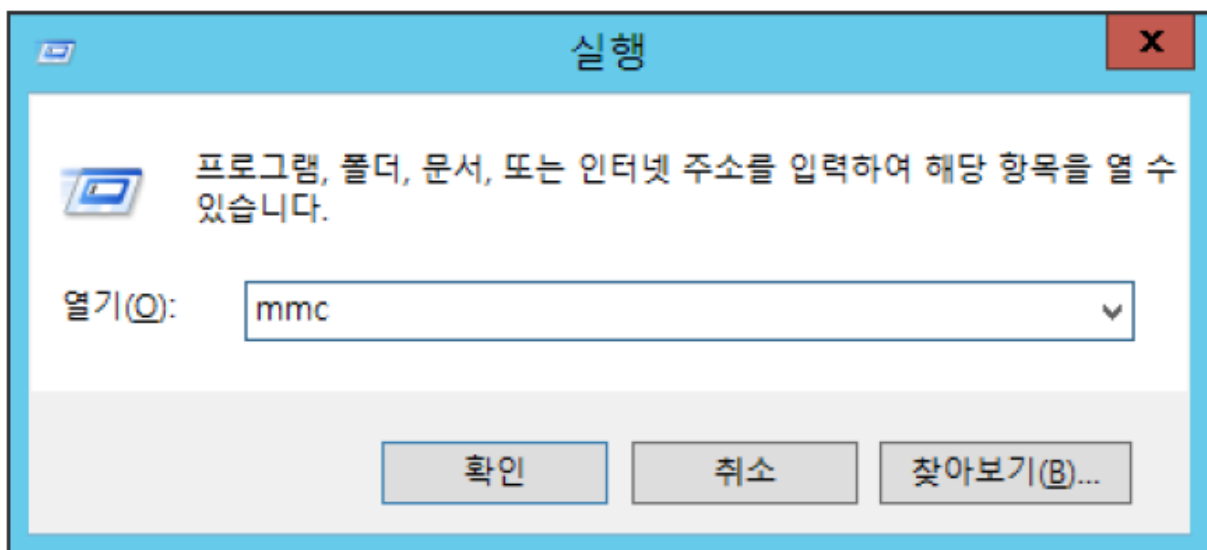 실행
x
프로그램, 폴더, 문서, 또는 인터넷 주소를 입력하여 해당 항목을 열 수
있습니다.
열기(O): mmc
확인 취소 찾아보기(B)...